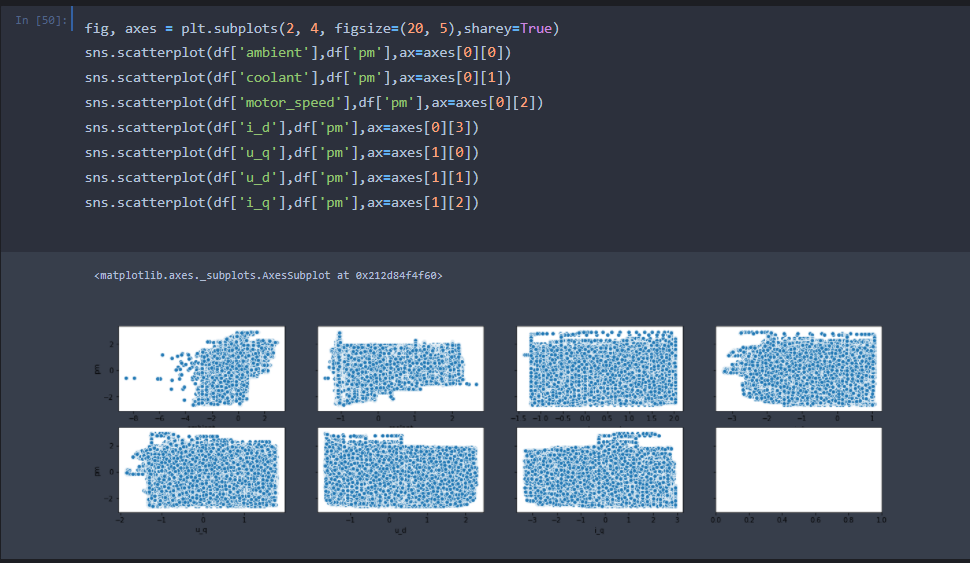 In [50]:
fig, axes = plt.subplots(2, 4, figsize=(20, 5),sharey=True)
sns.scatterplot(df['ambient'],df['pm'],ax=axes[0][0])
sns.scatterplot(df['coolant'],df['pm'],ax=axes[0][1])
sns.scatterplot(df['motor_speed'],df['pm'],ax=axes[0][2])
sns.scatterplot(df['i_d'],df['pm'],ax=axes[0][3])
sns.scatterplot(df['u_q'],df['pm'],ax=axes[1][0])
sns.scatterplot(df['u_d'],df['pm'],ax=axes[1][1])
sns.scatterplot(df['i_q'],df['pm'],ax=axes[1][2])
<matplotlib.axes._subplots.AxesSubplot at 0x212d84f4f60>
2
pm
0
−2
−8 −6 −4 −2 0 2
−1 0 1 2
−1.5 −1.0 −0.5 0.0 0.5 1.0 1.5 2.0
−3 −2 −1 0 1
2
pm
0
−2
−2 −1 0 1
u_q
−1 0 1 2
u_d
−3 −2 −1 0 1 2 3
i_q
0.0 0.2 0.4 0.6 0.8 1.0